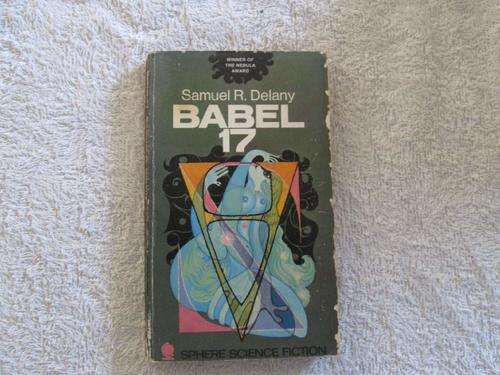 WINNER OF
THE NEBULA
AWARD
Samuel R. Delany
BABEL
17
SPHERE SCIENCE FICTION